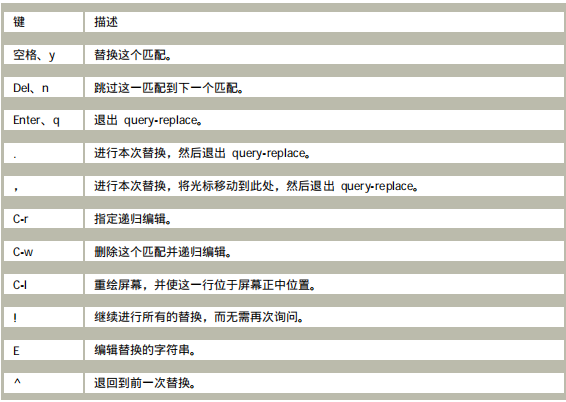 键 描述
空格、y 替换这个匹配。
Del、n 跳过这一匹配到下一个匹配。
Enter、q 退出 query-replace。
. 进行本次替换，然后退出 query-replace。
， 进行本次替换，将光标移动到此处，然后退出 query-replace。
C-r 指定递归编辑。
C-w 删除这个匹配并递归编辑。
C-l 重绘屏幕，并使这一行位于屏幕正中位置。
! 继续进行所有的替换，而无需再次询问。
E 编辑替换的字符串。
^ 退回到前一次替换。